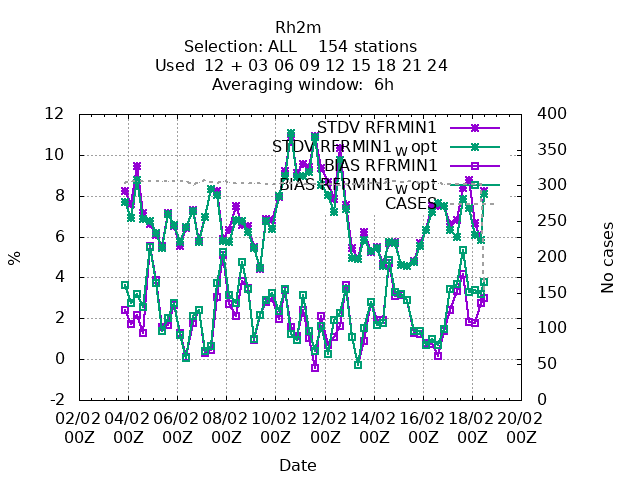 Rh2m
Selection: ALL 154 stations
Used 12 + 03 06 09 12 15 18 21 24
Averaging window: 6h
STDV RFRMIN1
STDV RFRMIN1_W opt
BIAS RFRMIN1
BIAS RFRMIN1_W opt
CASES
12
10
8
6
4
2
0
-2
%
400
350
300
250
200
150
100
50
0
No cases
02/02 04/02 06/02 08/02 10/02 12/02 14/02 16/02 18/02 20/02
00Z 00Z 00Z 00Z 00Z 00Z 00Z 00Z 00Z 00Z
Date